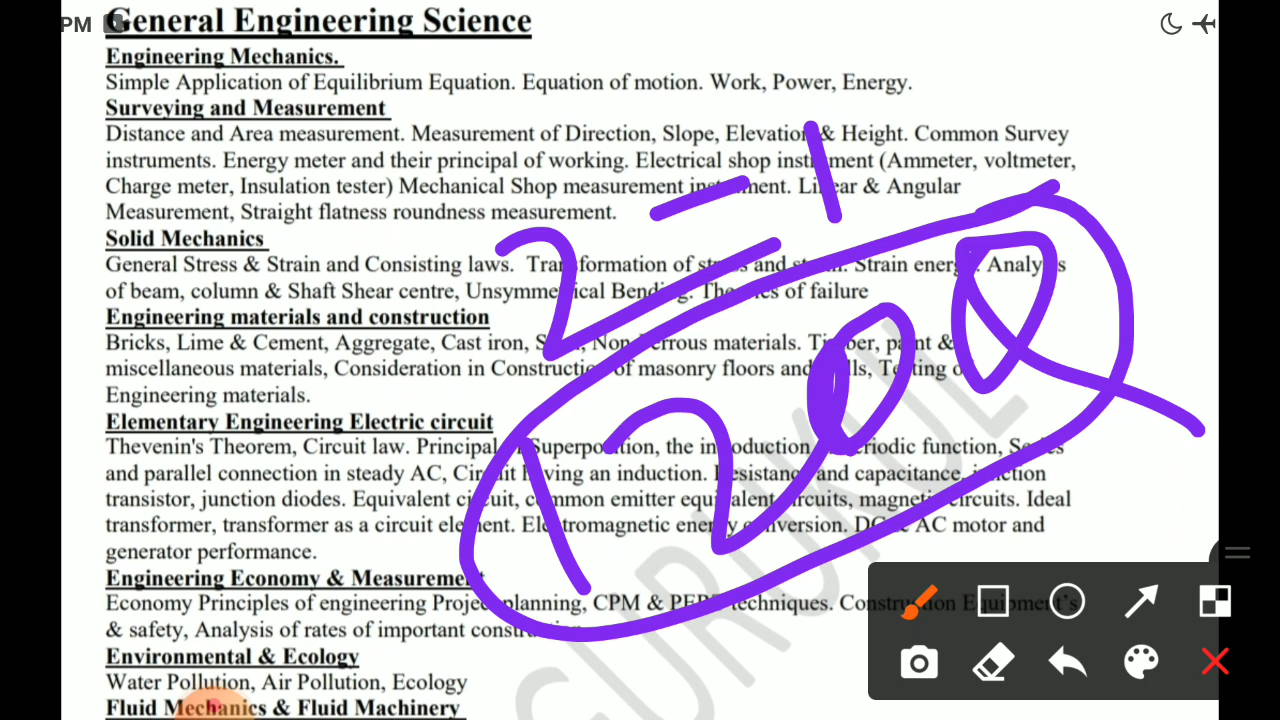 PM
General Engineering Science
Engineering Mechanics.
Simple Application of Equilibrium Equation. Equation of motion. Work, Power, Energy.
Surveying and Measurement
Distance and Area measurement. Measurement of Direction, Slope, Elevation & Height. Common Survey
instruments. Energy meter and their principal of working. Electrical shop instrument (Ammeter, voltmeter,
Charge meter, Insulation tester) Mechanical Shop measurement instrument. Linear & Angular
Measurement, Straight flatness roundness measurement.
Solid Mechanics
General Stress & Strain and Consisting laws. Transformation of stress and strain. Strain energy. Analysis
of beam, column & Shaft Shear centre, Unsymmetrical Bending. Theories of failure
Engineering materials and construction
Bricks, Lime & Cement, Aggregate, Cast iron, Steel, Non Ferrous materials. Timber, paint &
miscellaneous materials, Consideration in Construction of masonry floors and walls, Testing of
Engineering materials.
Elementary Engineering Electric circuit
Thevenin's Theorem, Circuit law. Principal of Superposition, the introduction, Periodic function, Series
and parallel connection in steady AC, Circuit having an induction. Resistance and capacitance, junction
transistor, junction diodes. Equivalent circuit, common emitter equivalent circuits, magnetic circuits. Ideal
transformer, transformer as a circuit element. Electromagnetic energy conversion. DC & AC motor and
generator performance.
Engineering Economy & Measurement
Economy Principles of engineering Project planning, CPM & PERT techniques. Construction Equipment's
& safety, Analysis of rates of important construction
Environmental & Ecology
Water Pollution, Air Pollution, Ecology
Fluid Mechanics & Fluid Machinery
2
1
1200
GURUKUL